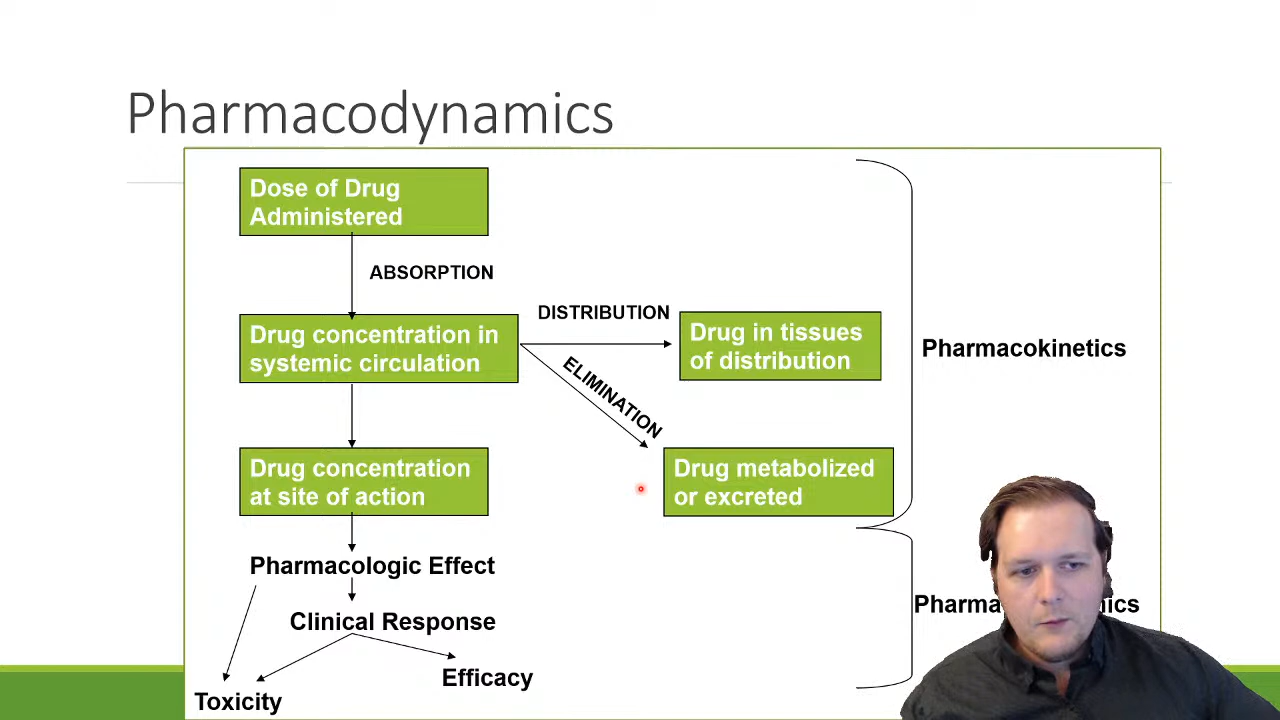 Pharmacodynamics
Dose of Drug
Administered
ABSORPTION
DISTRIBUTION
Drug concentration in
systemic circulation
Drug in tissues
of distribution
Pharmacokinetics
ELIMINATION
Drug concentration
at site of action
Drug metabolized
or excreted
Pharmacologic Effect
Clinical Response
Efficacy
Toxicity